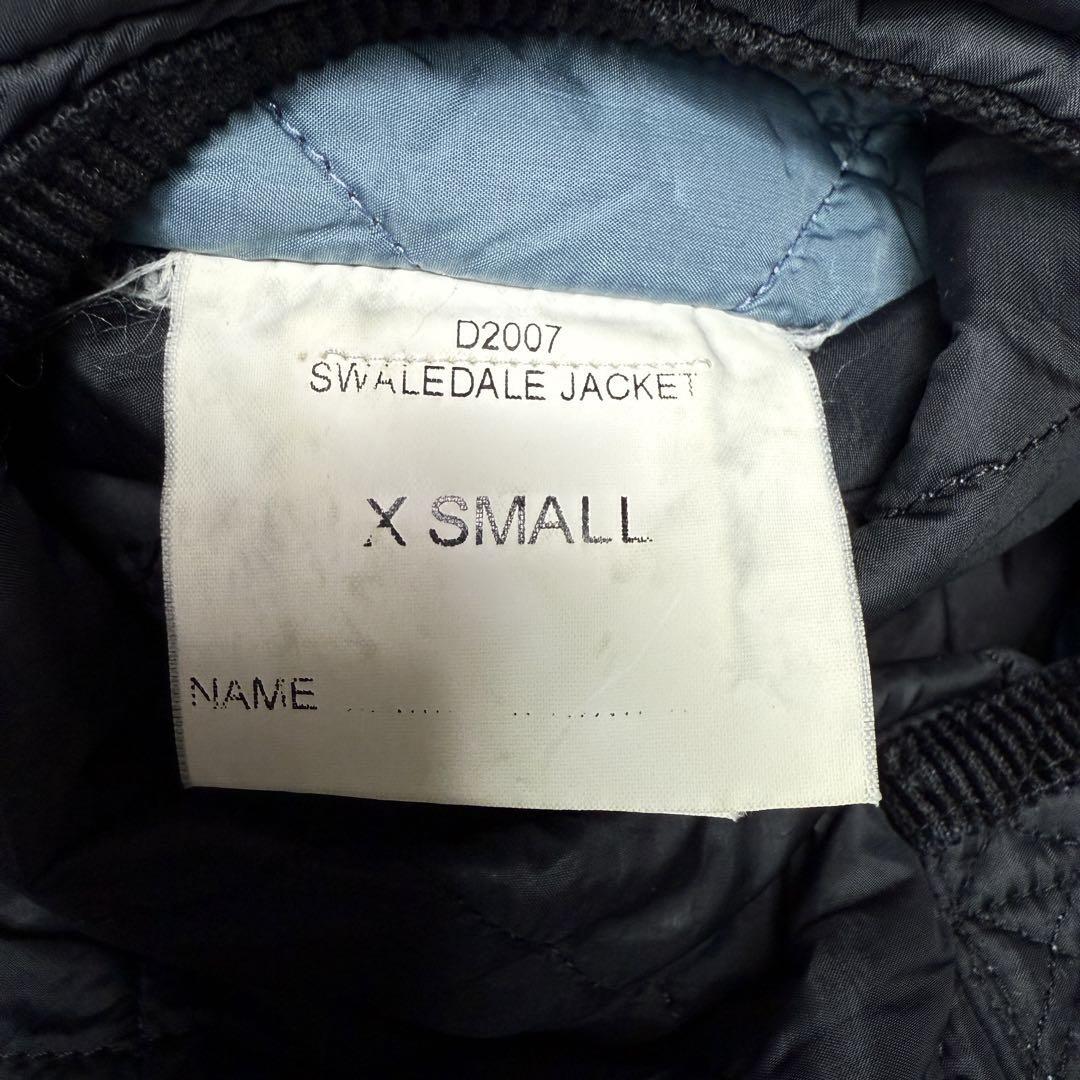 D2007
SWALEDALE JACKET
X SMALL
NAME ....................